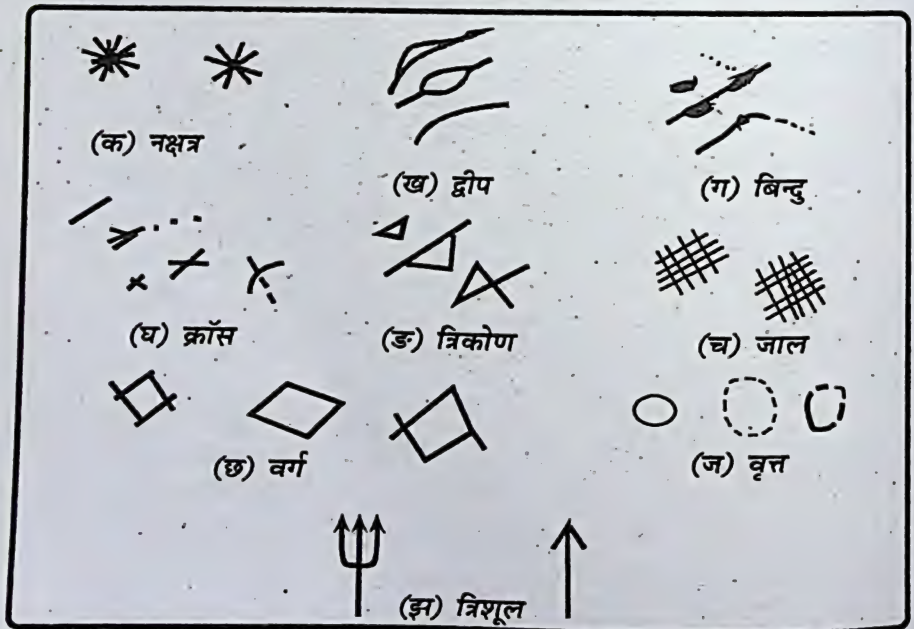 (क) नक्षत्र
(ख) द्वीप
(ग) बिन्दु
(घ) क्रॉस
(ङ) त्रिकोण
(च) जाल
(छ) वर्ग
(ज) वृत्त
(झ) त्रिशूल